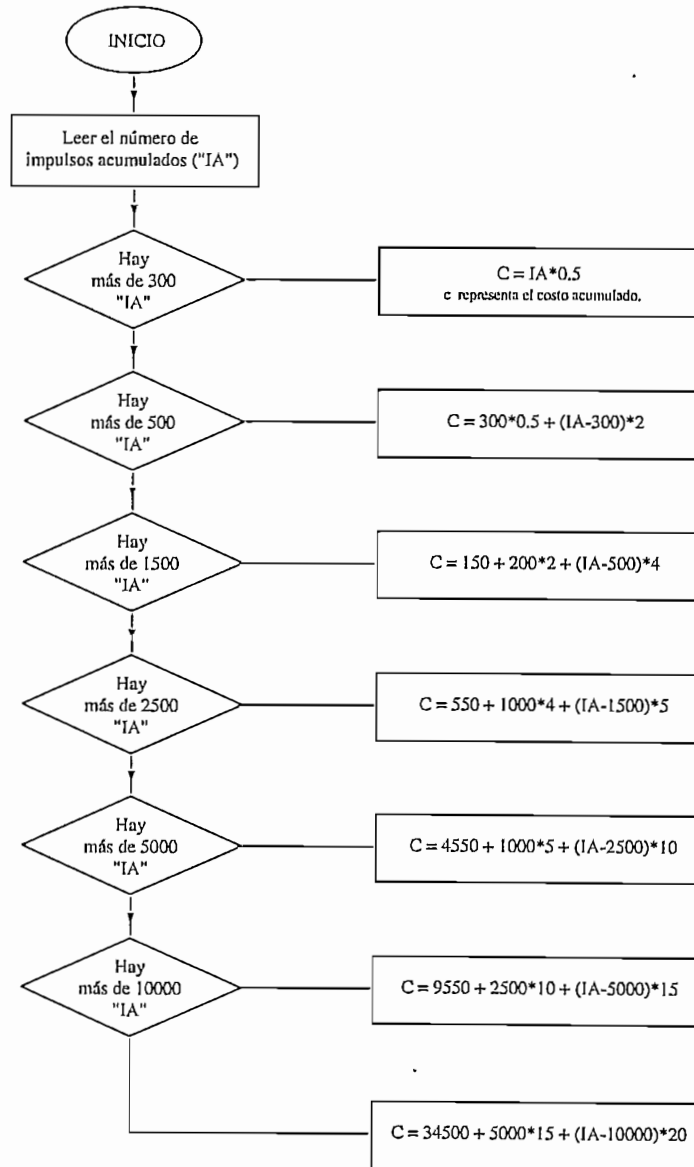 INICIO
Leer el número de
impulsos acumulados ("IA")
Hay
más de 300
"IA"
C = IA*0.5
c representa el costo acumulado.
Hay
más de 500
"IA"
C = 300*0.5 + (IA-300)*2
Hay
más de 1500
"IA"
C = 150 + 200*2 + (IA-500)*4
Hay
más de 2500
"IA"
C = 550 + 1000*4 + (IA-1500)*5
Hay
más de 5000
"IA"
C = 4550 + 1000*5 + (IA-2500)*10
Hay
más de 10000
"IA"
C = 9550 + 2500*10 + (IA-5000)*15
C = 34500 + 5000*15 + (IA-10000)*20